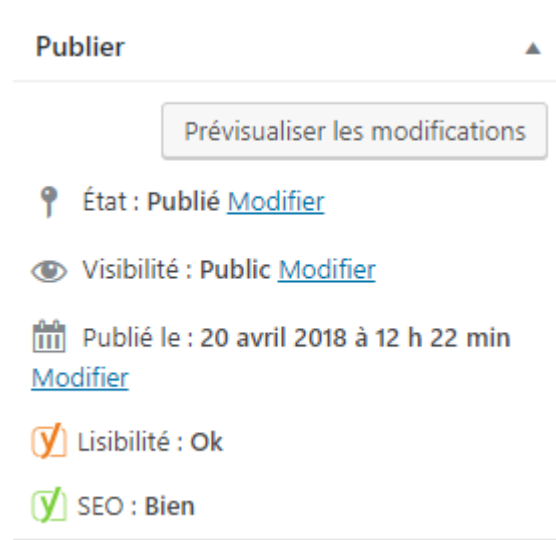 Publier
Prévisualiser les modifications
État : Publié Modifier
Visibilité : Public Modifier
Publié le : 20 avril 2018 à 12 h 22 min
Modifier
Lisibilité : Ok
SEO : Bien